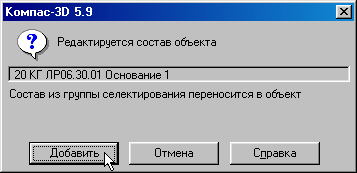 Компас-3D 5.9
Редактируется состав объекта
20 КГ ЛР06.30.01 Основание 1
Состав из группы селектирования переносится в объект
Добавить Отмена Справка